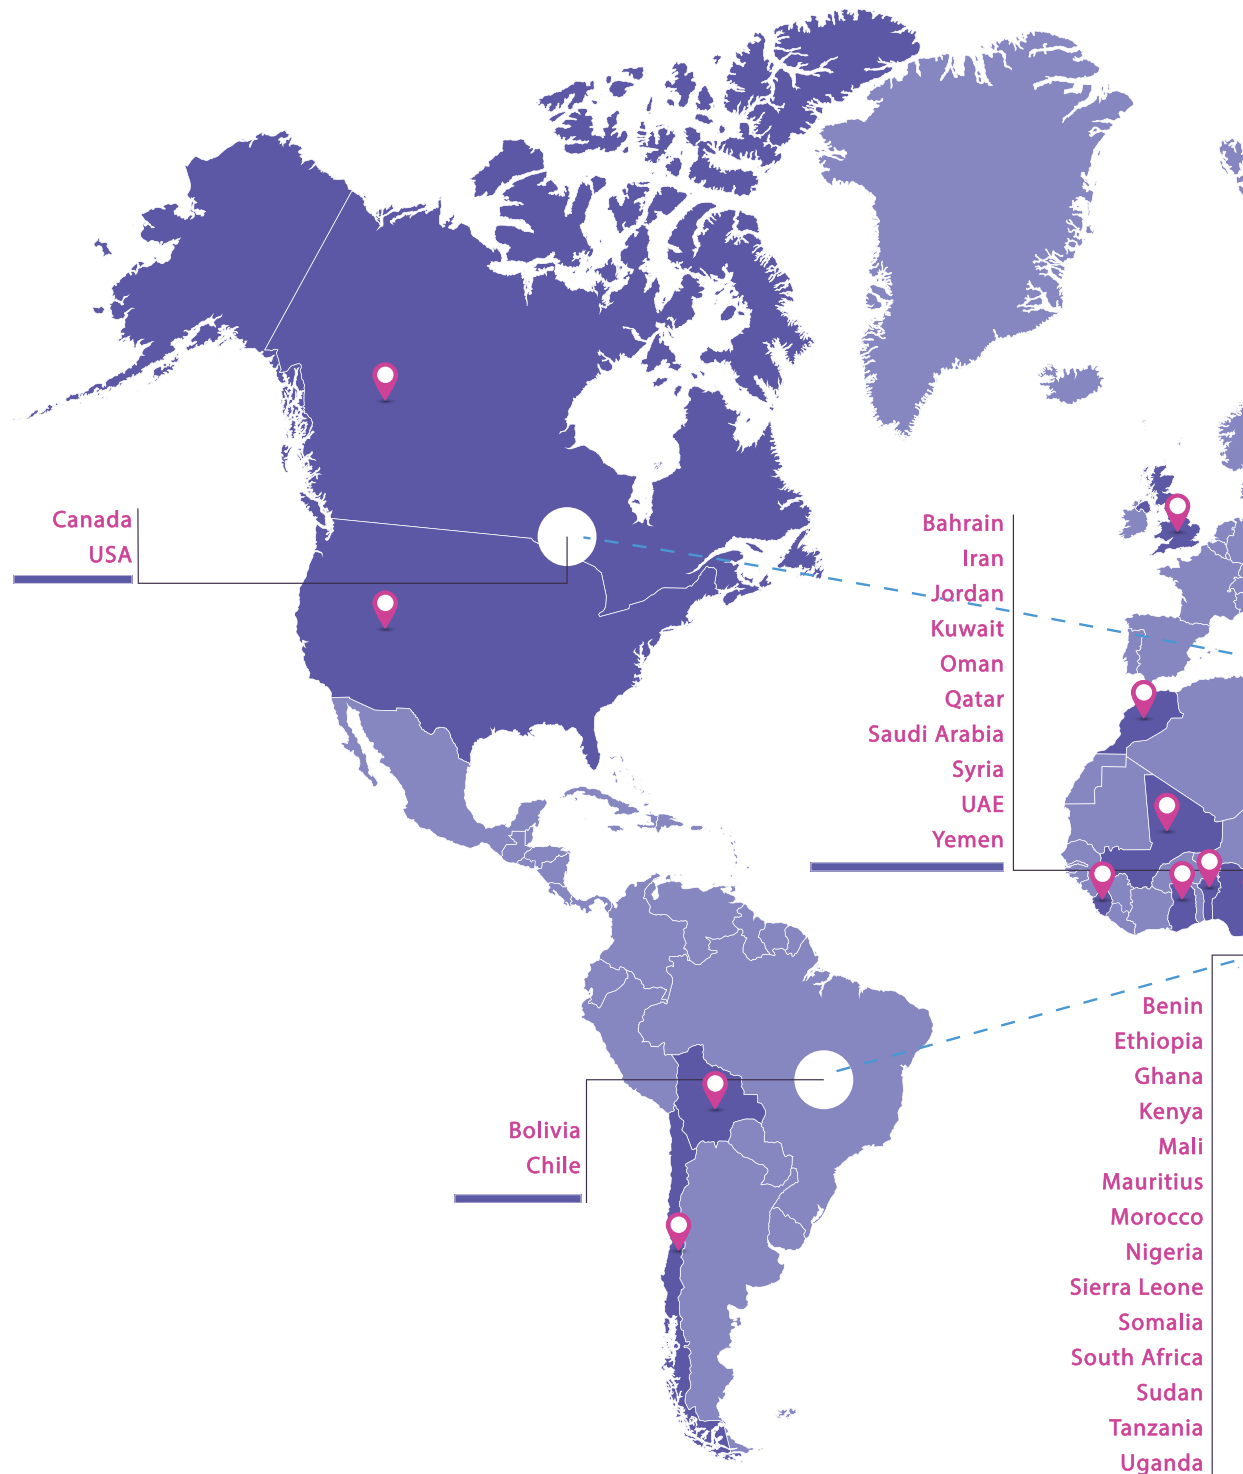 Canada
USA
Bahrain
Iran
Jordan
Kuwait
Oman
Qatar
Saudi Arabia
Syria
UAE
Yemen
Bolivia
Chile
Benin
Ethiopia
Ghana
Kenya
Mali
Mauritius
Morocco
Nigeria
Sierra Leone
Somalia
South Africa
Sudan
Tanzania
Uganda